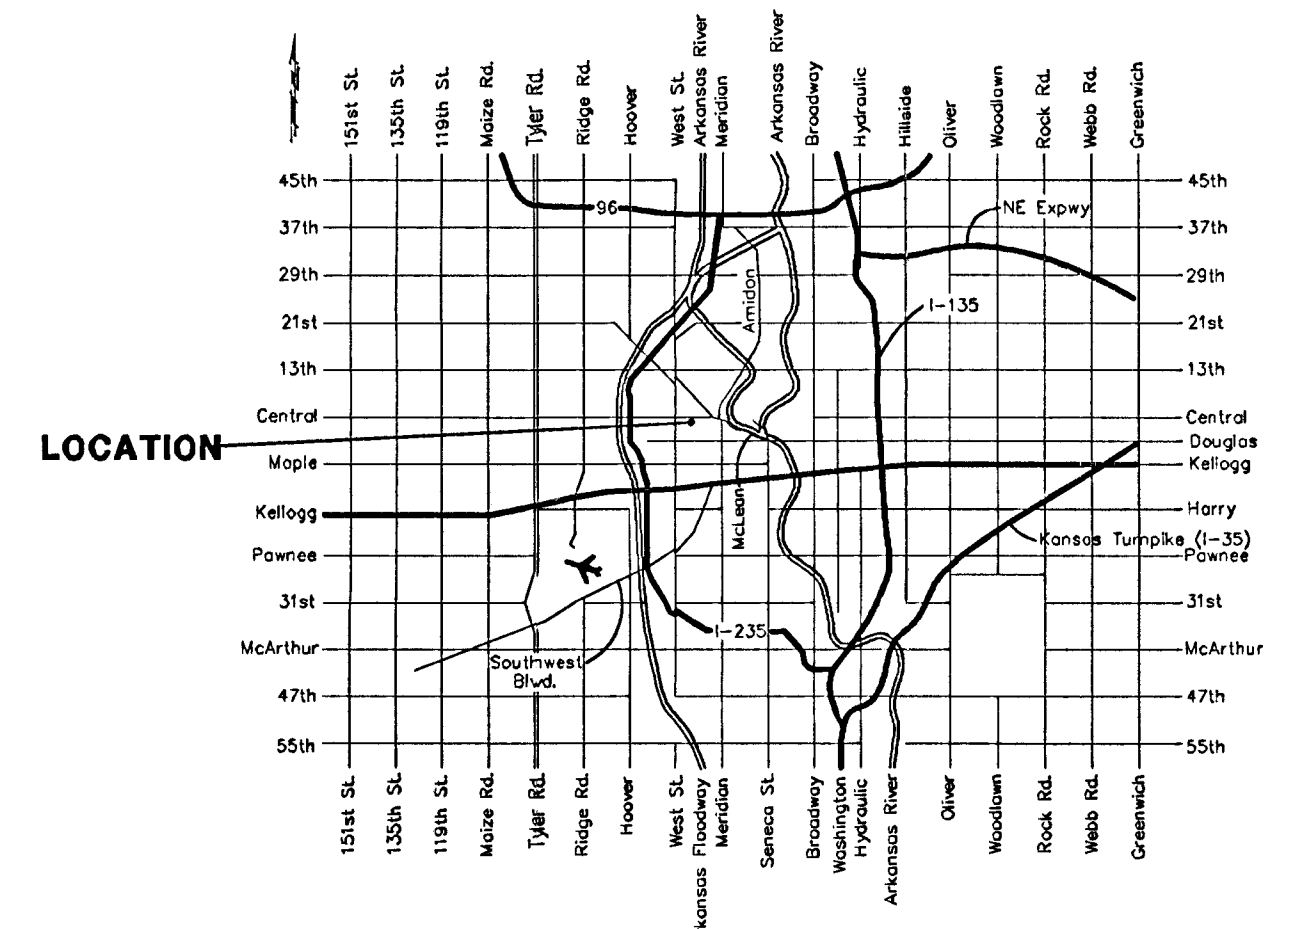 151st St.
135th St.
119th St.
Maize Rd.
Tyler Rd.
Ridge Rd.
Hoover
West St.
Arkansas River
Meridian
Arkansas River
Broadway
Hydraulic
Hillside
Oliver
Woodlawn
Rock Rd.
Webb Rd.
Greenwich
45th
45th
96
NE Expwy
37th
37th
29th
29th
Amidon
I-135
21st
21st
13th
13th
Central
Central
LOCATION
Douglas
Maple
Kellogg
Kellogg
Harry
McLean
Kansas Turnpike (I-35)
Pawnee
Pawnee
31st
31st
I-235
McArthur
McArthur
Southwest
Blvd.
47th
47th
55th
55th
151st St.
135th St.
119th St.
Maize Rd.
Tyler Rd.
Ridge Rd.
Hoover
West St.
kansas Floodway
Meridian
Seneca St.
Broadway
Washington
Hydraulic
Arkansas River
Oliver
Woodlawn
Rock Rd.
Webb Rd.
Greenwich